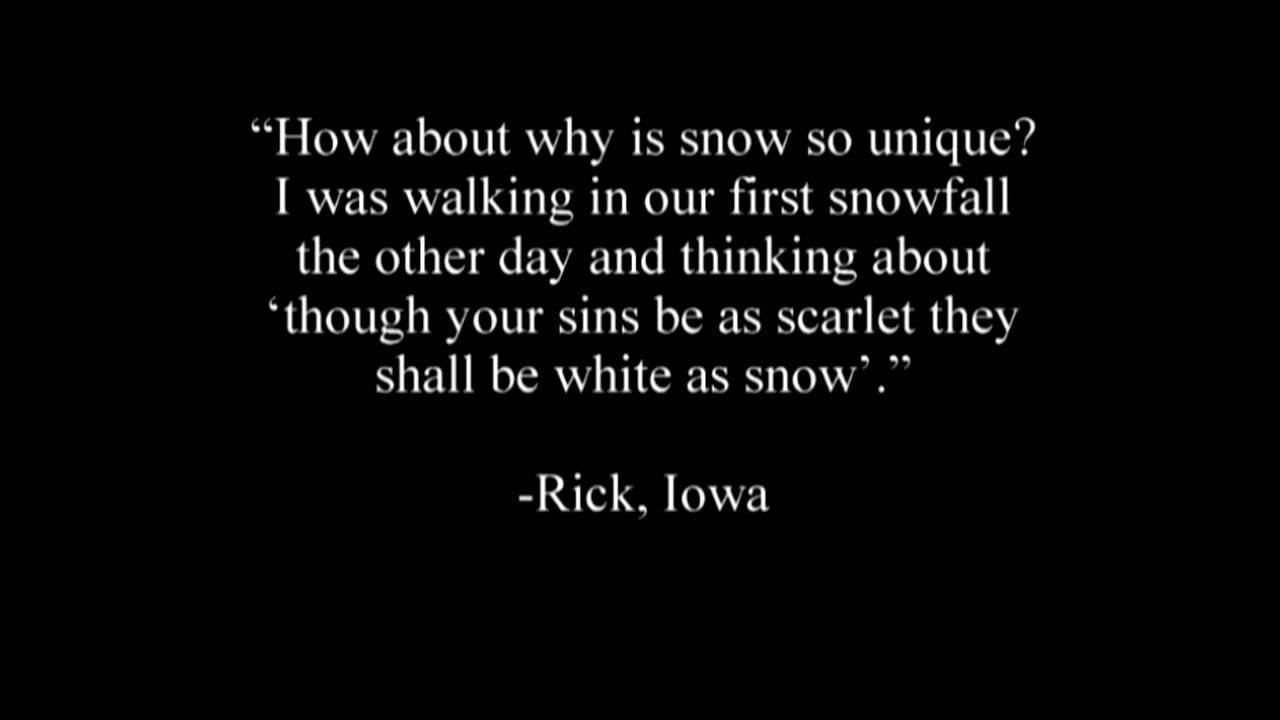 “How about why is snow so unique?
I was walking in our first snowfall
the other day and thinking about
‘though your sins be as scarlet they
shall be white as snow’.”
-Rick, Iowa